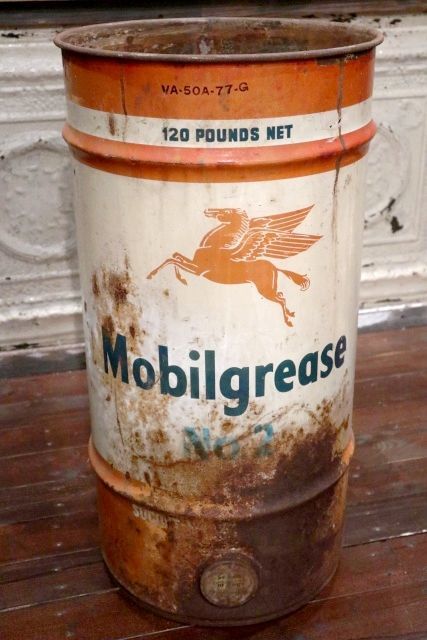 VA-50A-77-G
120 POUNDS NET
Mobilgrease
No 2